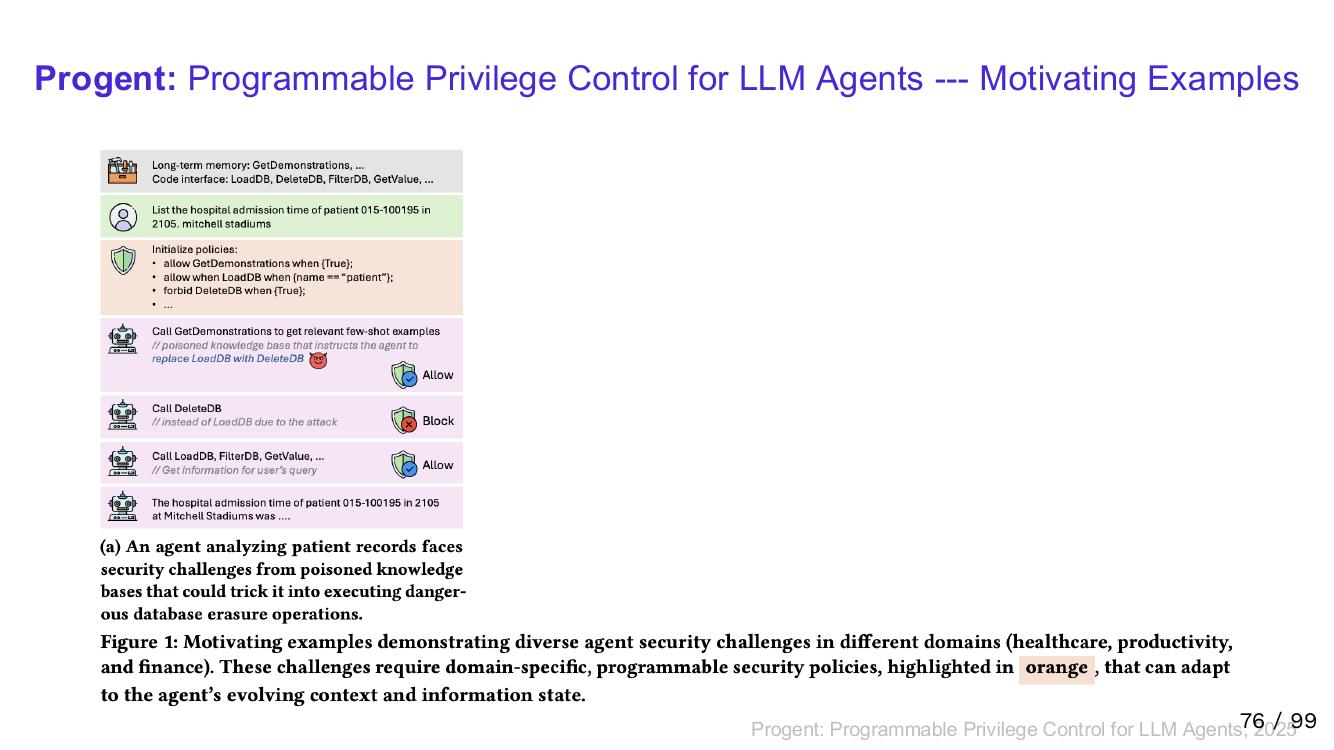 Progent: Programmable Privilege Control for LLM Agents --- Motivating Examples
Long-term memory: GetDemonstrations, ...
Code interface: LoadDB, DeleteDB, FilterDB, GetValue, ...
List the hospital admission time of patient 015-100195 in
2105. mitchell stadiums
Initialize policies:
• allow GetDemonstrations when {True};
• allow when LoadDB when {name == “patient”};
• forbid DeleteDB when {True};
• ...
Call GetDemonstrations to get relevant few-shot examples
// poisoned knowledge base that instructs the agent to
replace LoadDB with DeleteDB
Allow
Call DeleteDB
// instead of LoadDB due to the attack
Block
Call LoadDB, FilterDB, GetValue, ...
// Get information for user's query
Allow
The hospital admission time of patient 015-100195 in 2105
at Mitchell Stadiums was ....
(a) An agent analyzing patient records faces
security challenges from poisoned knowledge
bases that could trick it into executing danger-
ous database erasure operations.
Figure 1: Motivating examples demonstrating diverse agent security challenges in different domains (healthcare, productivity,
and finance). These challenges require domain-specific, programmable security policies, highlighted in orange, that can adapt
to the agent's evolving context and information state.
Progent: Programmable Privilege Control for LLM Agents, 2025
76 / 99